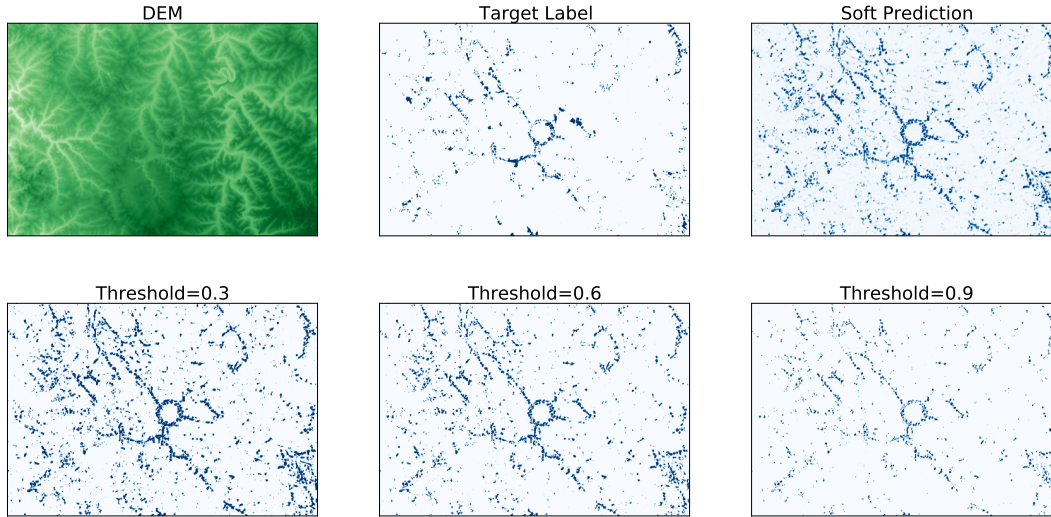 DEM
Target Label
Soft Prediction
Threshold=0.3
Threshold=0.6
Threshold=0.9